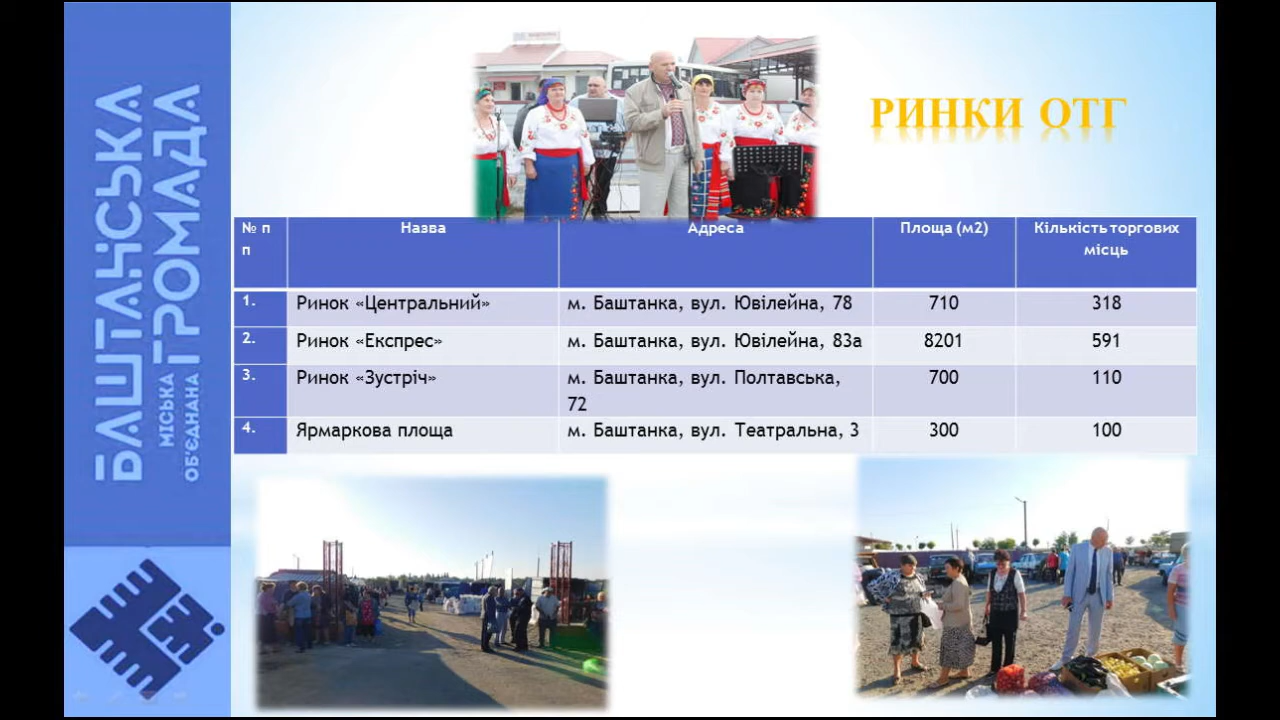 БАШТАНСЬКА
МІСЬКА
ОБ'ЄДНАНА
ГРОМАДА
РИНКИ ОТГ
№ п
п
Назва
Адреса
Площа (м2)
Кількість торгових
місць
1.
Ринок «Центральний»
м. Баштанка, вул. Ювілейна, 78
710
318
2.
Ринок «Експрес»
м. Баштанка, вул. Ювілейна, 83а
8201
591
3.
Ринок «Зустріч»
м. Баштанка, вул. Полтавська,
72
700
110
4.
Ярмаркова площа
м. Баштанка, вул. Театральна, 3
300
100